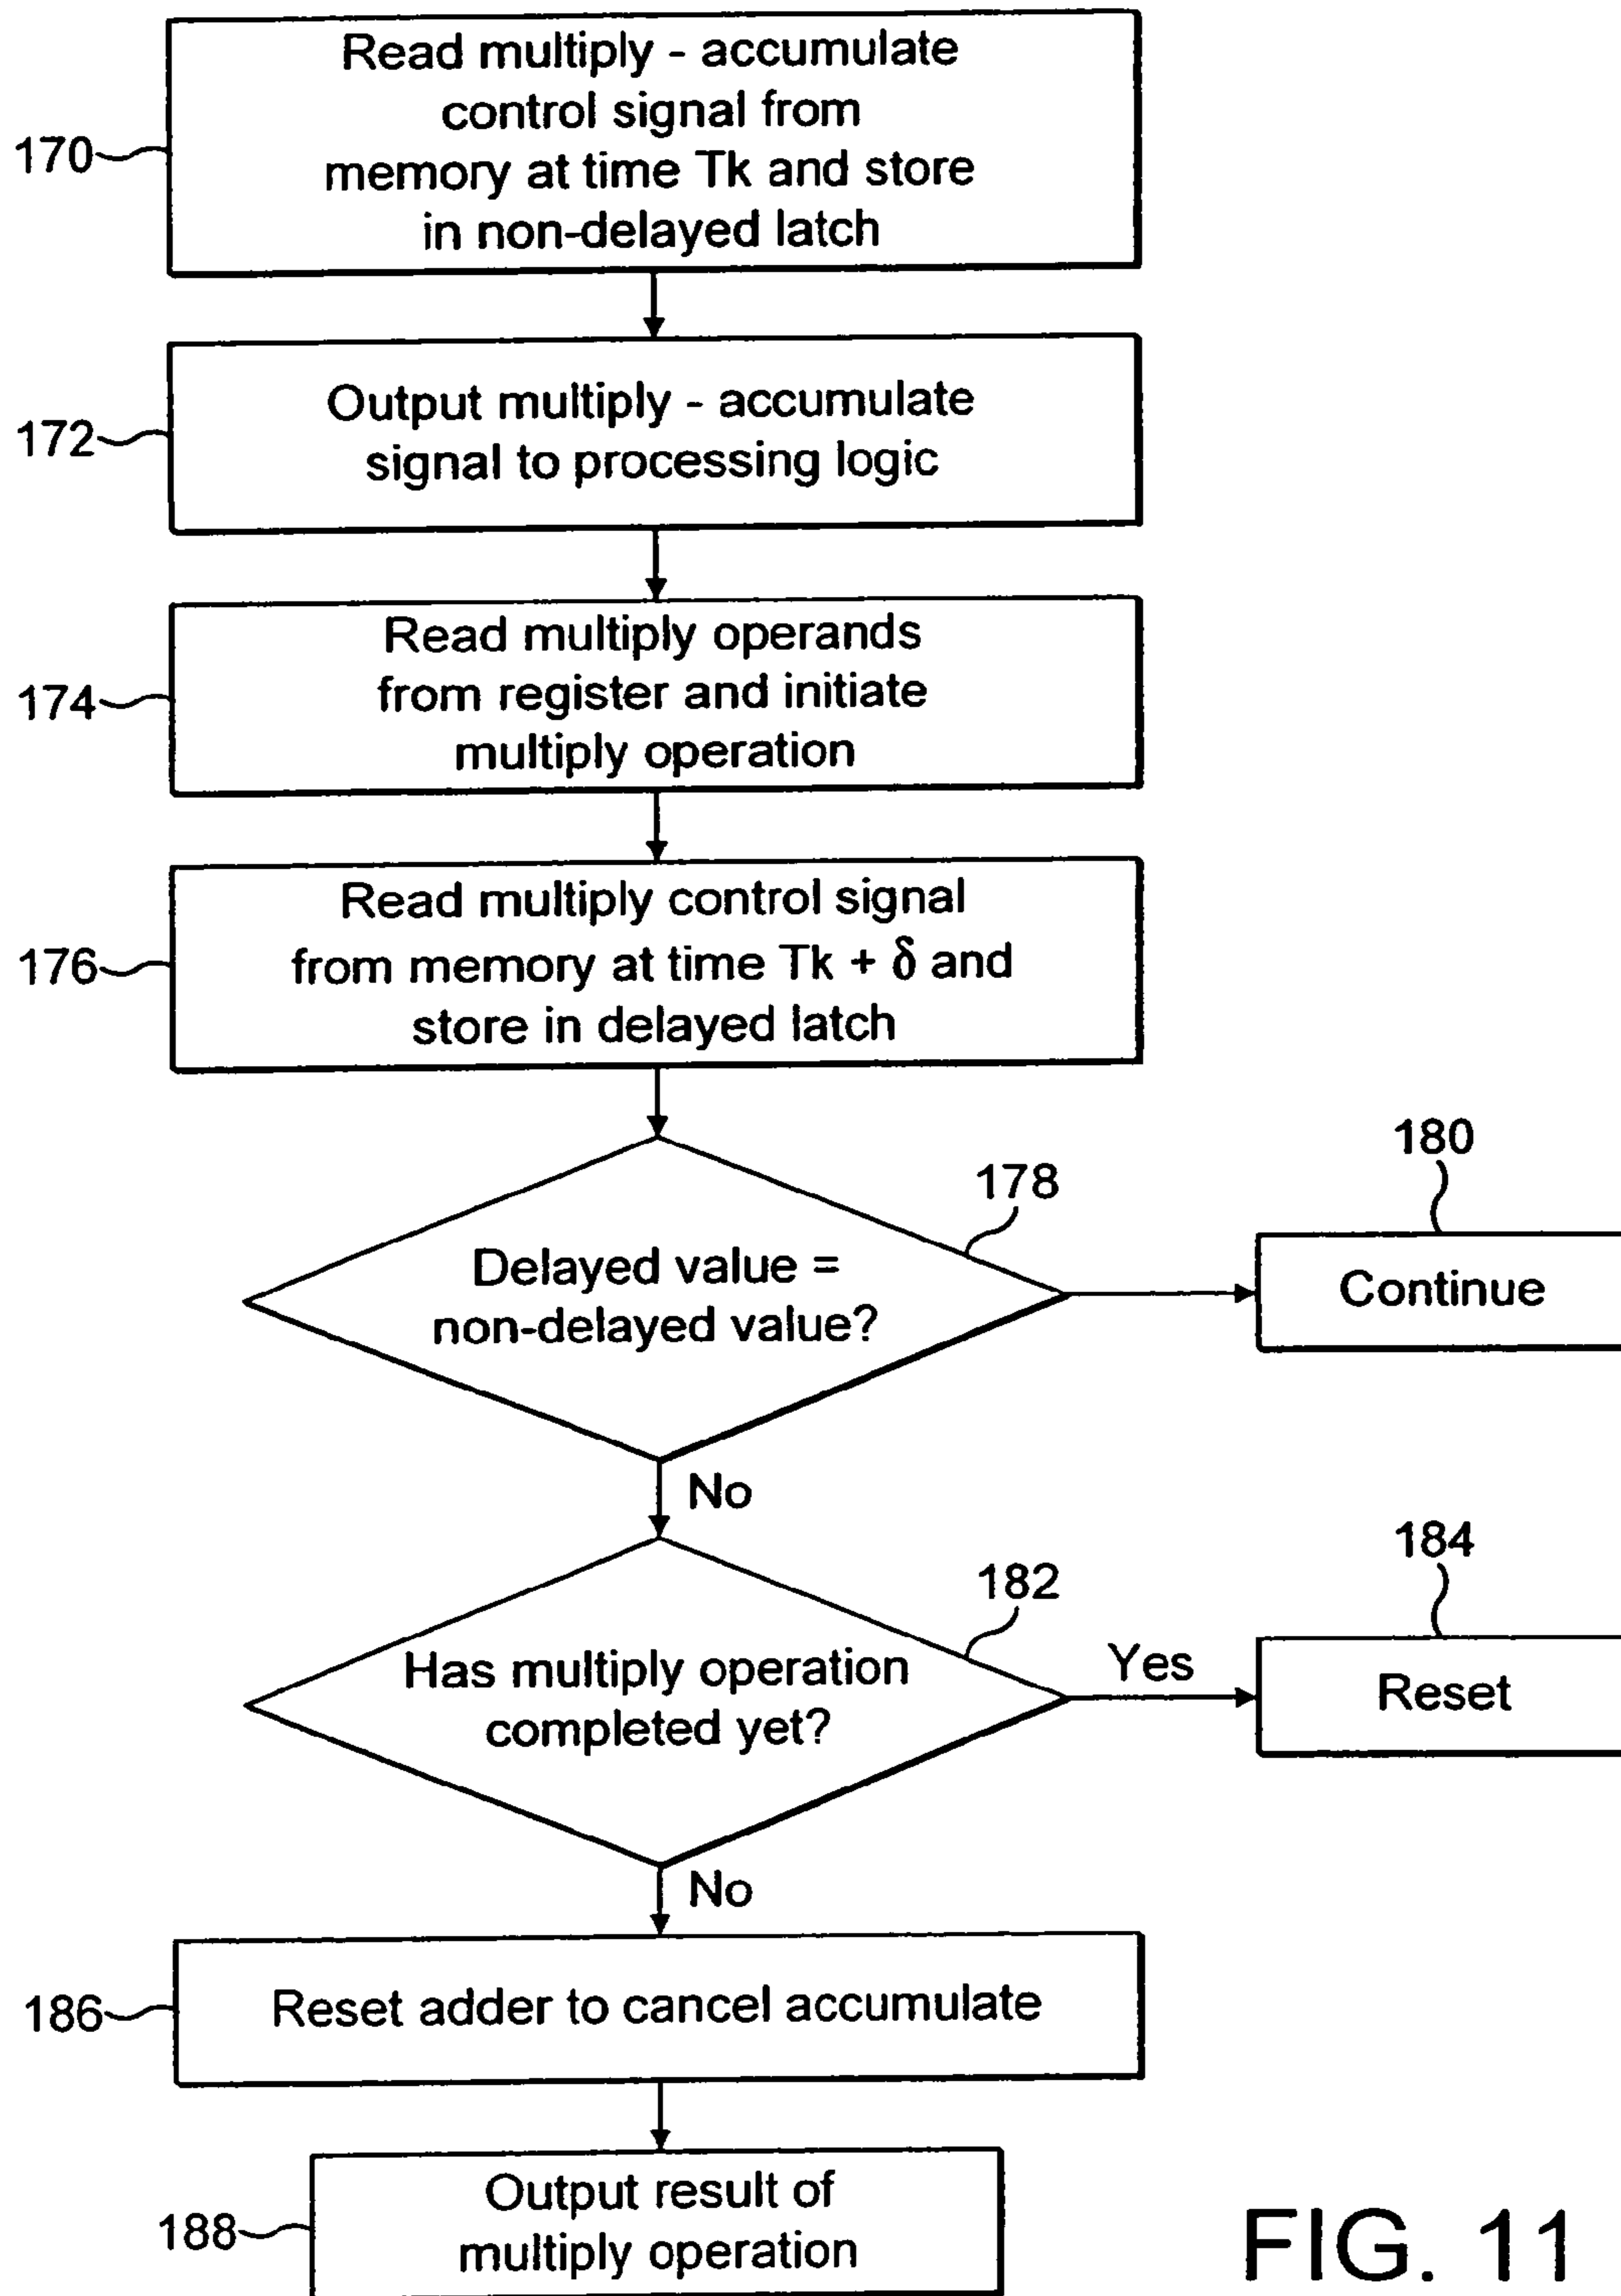 Read multiply - accumulate
control signal from
memory at time Tk and store
in non-delayed latch
170
Output multiply - accumulate
signal to processing logic
172
Read multiply operands
from register and initiate
multiply operation
174
Read multiply control signal
from memory at time Tk + δ and
store in delayed latch
176
Delayed value =
non-delayed value?
178
180
Continue
No
Has multiply operation
completed yet?
182
Yes
184
Reset
No
Reset adder to cancel accumulate
186
Output result of
multiply operation
188
FIG. 11